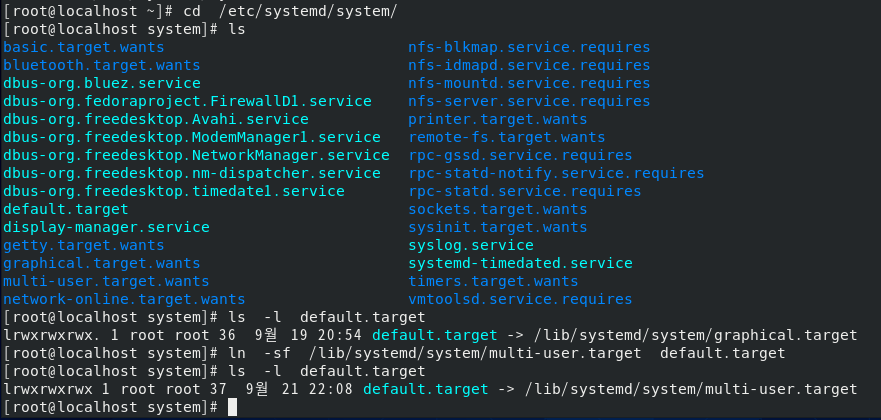 [root@localhost ~]# cd  /etc/systemd/system/
[root@localhost system]# ls
basic.target.wants                          nfs-blkmap.service.requires
bluetooth.target.wants                      nfs-idmapd.service.requires
dbus-org.bluez.service                      nfs-mountd.service.requires
dbus-org.fedoraproject.FirewallD1.service   nfs-server.service.requires
dbus-org.freedesktop.Avahi.service          printer.target.wants
dbus-org.freedesktop.ModemManager1.service  remote-fs.target.wants
dbus-org.freedesktop.NetworkManager.service rpc-gssd.service.requires
dbus-org.freedesktop.nm-dispatcher.service  rpc-statd-notify.service.requires
dbus-org.freedesktop.timedate1.service      rpc-statd.service.requires
default.target                              sockets.target.wants
display-manager.service                     sysinit.target.wants
getty.target.wants                          syslog.service
graphical.target.wants                      systemd-timedated.service
multi-user.target.wants                     timers.target.wants
network-online.target.wants                 vmtoolsd.service.requires
[root@localhost system]# ls  -l  default.target
lrwxrwxrwx. 1 root root 36  9월 19 20:54 default.target -> /lib/systemd/system/graphical.target
[root@localhost system]# ln  -sf  /lib/systemd/system/multi-user.target  default.target
[root@localhost system]# ls  -l  default.target
lrwxrwxrwx 1 root root 37  9월 21 22:08 default.target -> /lib/systemd/system/multi-user.target
[root@localhost system]#